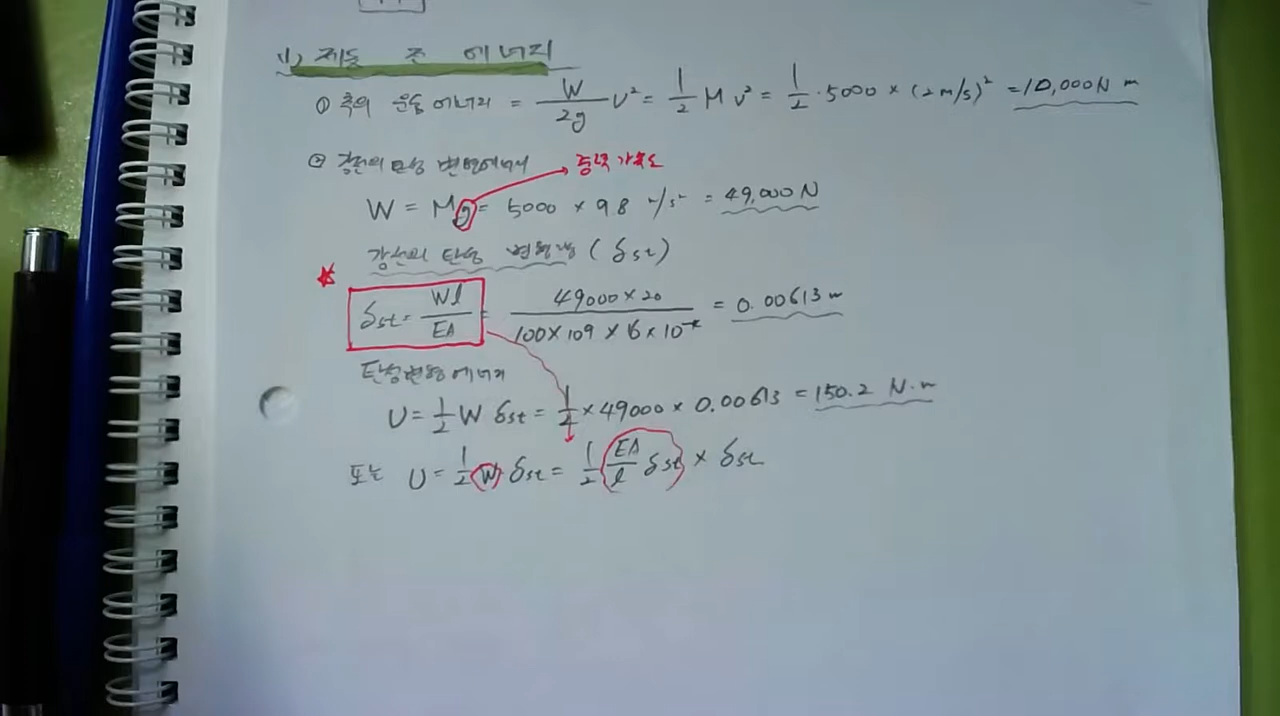 1) 제동 전 에너지
① 추의 운동에너지 = W/2g v² = 1/2 M v² = 1/2 · 5000 × (2m/s)² = 10,000 N m
② 강선의 탄성 변형에너지 → 중력가속도
W = Mg = 5000 × 9.8 m/s² = 49,000 N
강선의 탄성 변형량 (δst)
★ δst = Wl/EA = 49000×20 / 100×109×16×10⁻⁴ = 0.00613 m
탄성변형에너지
U = 1/2 W δst = 1/2 × 49000 × 0.00613 = 150.2 N·m
또는 U = 1/2 W δst = 1/2 EA/l δst × δst